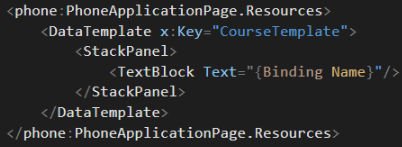 <phone:PhoneApplicationPage.Resources>
    <DataTemplate x:Key="CourseTemplate">
        <StackPanel>
            <TextBlock Text="{Binding Name}"/>
        </StackPanel>
    </DataTemplate>
</phone:PhoneApplicationPage.Resources>